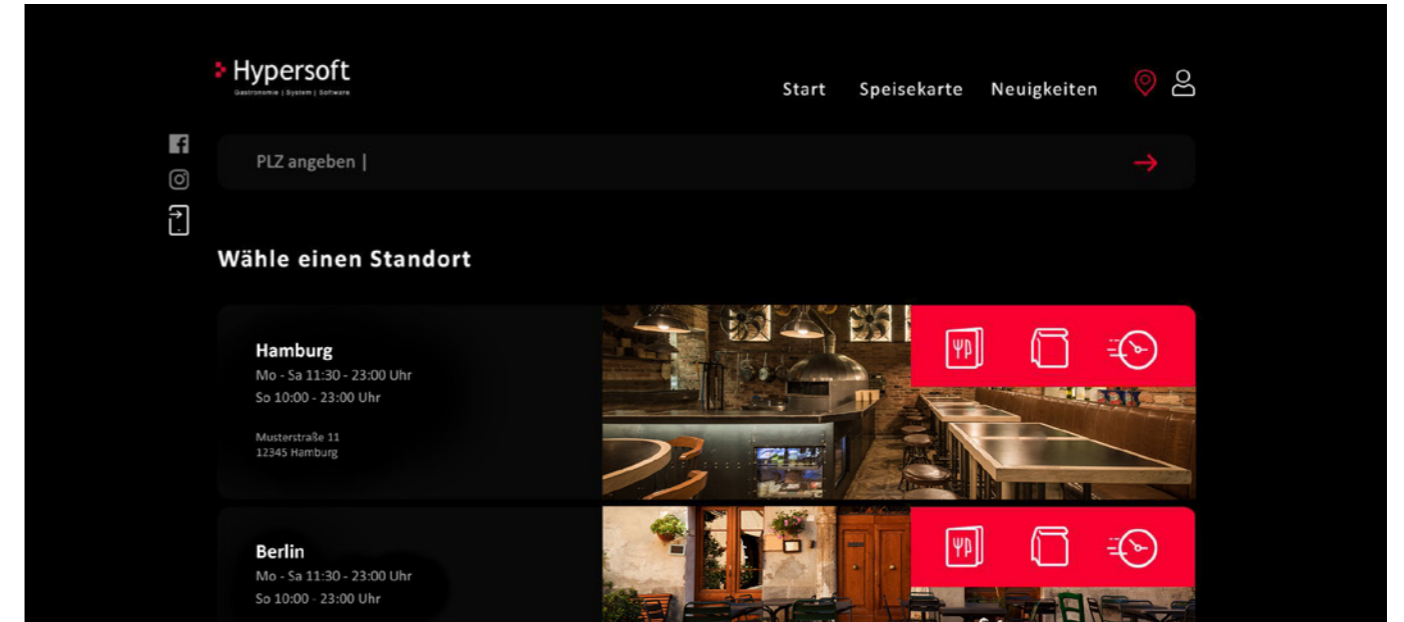 Hypersoft
Gastronomie | System | Software
Start Speisekarte Neuigkeiten
PLZ angeben |
Wähle einen Standort
Hamburg
Mo - Sa 11:30 - 23:00 Uhr
So 10:00 - 23:00 Uhr
Musterstraße 11
12345 Hamburg
Berlin
Mo - Sa 11:30 - 23:00 Uhr
So 10:00 - 23:00 Uhr